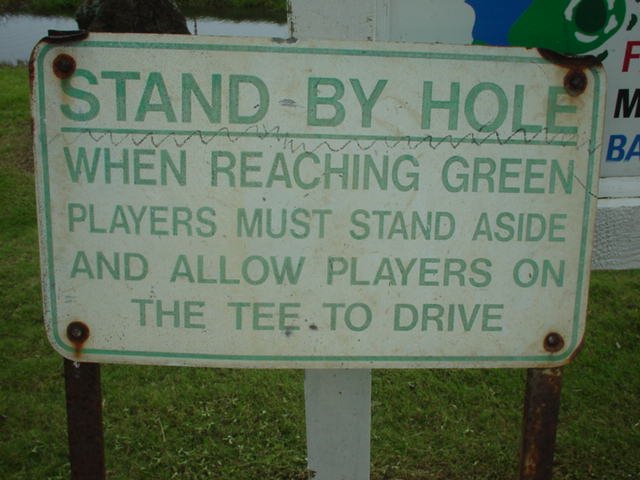 STAND BY HOLE
WHEN REACHING GREEN
PLAYERS MUST STAND ASIDE
AND ALLOW PLAYERS ON
THE TEE TO DRIVE